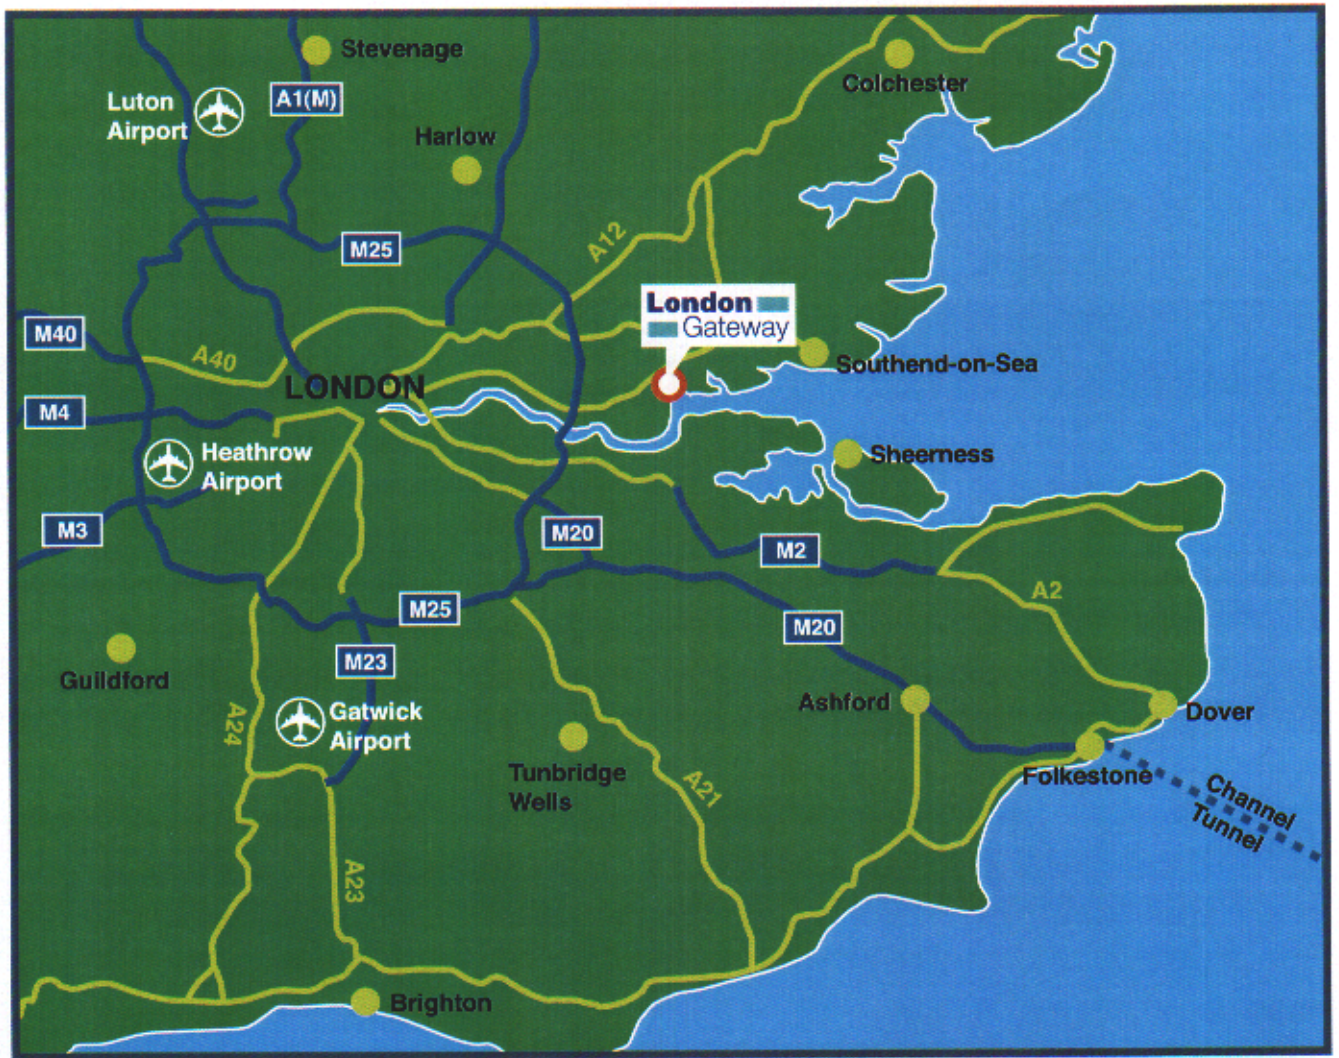 Stevenage
Colchester
Luton
Airport
A1(M)
Harlow
M25
A12
London
Gateway
M40
A40
Southend-on-Sea
LONDON
M4
Heathrow
Airport
Sheerness
M3
M20
M2
A2
M25
M20
M23
Guildford
Ashford
Dover
A24
Gatwick
Airport
Folkestone
Tunbridge
Wells
A21
Channel
Tunnel
A23
Brighton